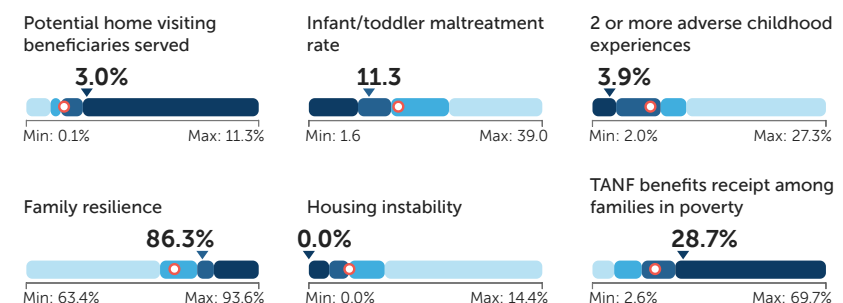 Potential home visiting
beneficiaries served
3.0%
Min: 0.1%
Max: 11.3%
Infant/toddler maltreatment
rate
11.3
Min: 1.6
Max: 39.0
2 or more adverse childhood
experiences
3.9%
Min: 2.0%
Max: 27.3%
Family resilience
86.3%
Min: 63.4%
Max: 93.6%
Housing instability
0.0%
Min: 0.0%
Max: 14.4%
TANF benefits receipt among
families in poverty
28.7%
Min: 2.6%
Max: 69.7%